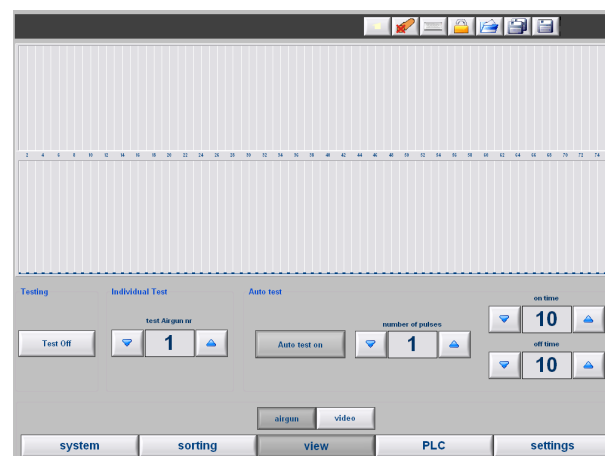 2 4 6 8 10 12 14 16 18 20 22 24 26 28 30 32 34 36 38 40 42 44 46 48 50 52 54 56 58 60 62 64 66 68 70 72 74
Testing
Individual Test
Auto test
on time
test Airgun nr
number of pulses
10
Test Off
1
Auto test on
1
off time
10
airgun video
system sorting view PLC settings